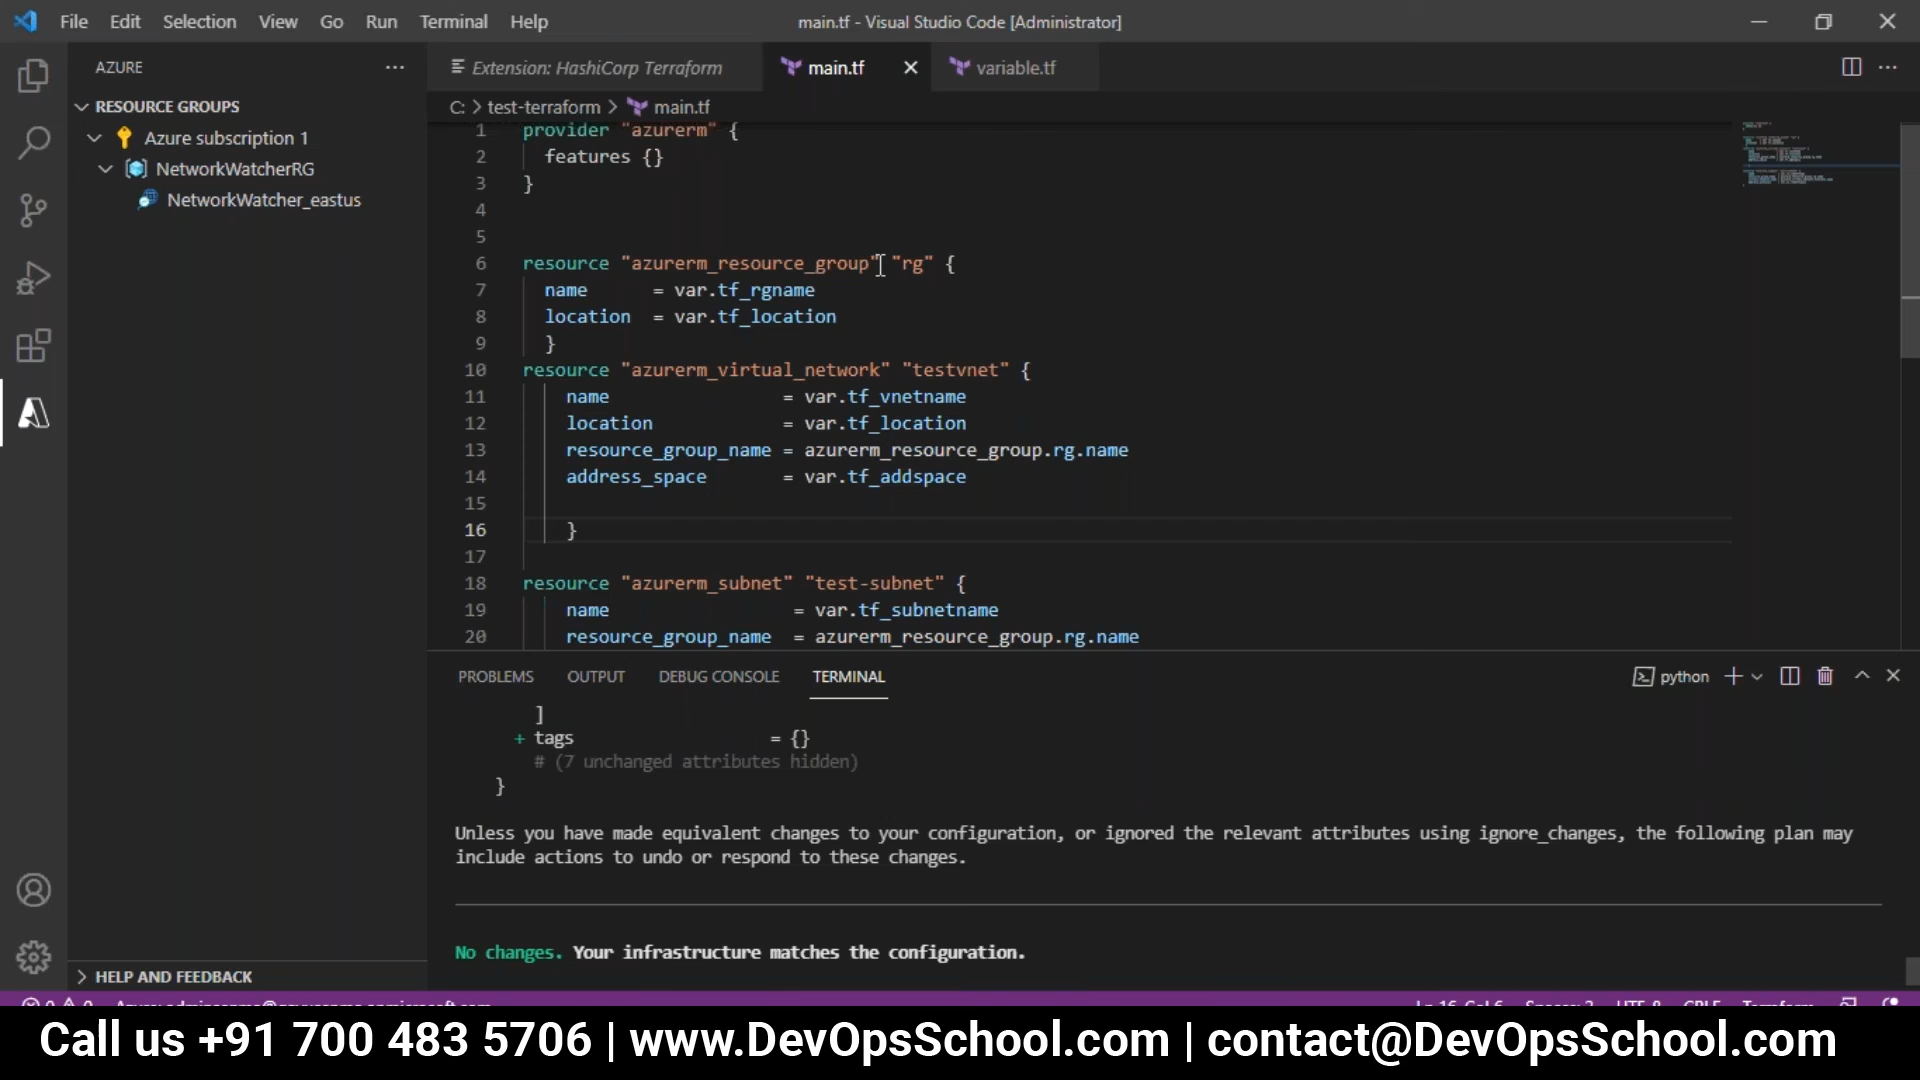 File Edit Selection View Go Run Terminal Help
main.tf - Visual Studio Code [Administrator]
AZURE
RESOURCE GROUPS
Azure subscription 1
NetworkWatcherRG
NetworkWatcher_eastus
HELP AND FEEDBACK
Extension: HashiCorp Terraform
main.tf
variable.tf
C: > test-terraform > main.tf
1 provider "azurerm" {
2 features {}
3 }
4
5
6 resource "azurerm_resource_group" "rg" {
7 name = var.tf_rgname
8 location = var.tf_location
9 }
10 resource "azurerm_virtual_network" "testvnet" {
11 name = var.tf_vnetname
12 location = var.tf_location
13 resource_group_name = azurerm_resource_group.rg.name
14 address_space = var.tf_addspace
15
16 }
17
18 resource "azurerm_subnet" "test-subnet" {
19 name = var.tf_subnetname
20 resource_group_name = azurerm_resource_group.rg.name
PROBLEMS OUTPUT DEBUG CONSOLE TERMINAL
python
]
+ tags = {}
# (7 unchanged attributes hidden)
}
Unless you have made equivalent changes to your configuration, or ignored the relevant attributes using ignore_changes, the following plan may
include actions to undo or respond to these changes.
No changes. Your infrastructure matches the configuration.
Call us +91 700 483 5706 | www.DevOpsSchool.com | contact@DevOpsSchool.com